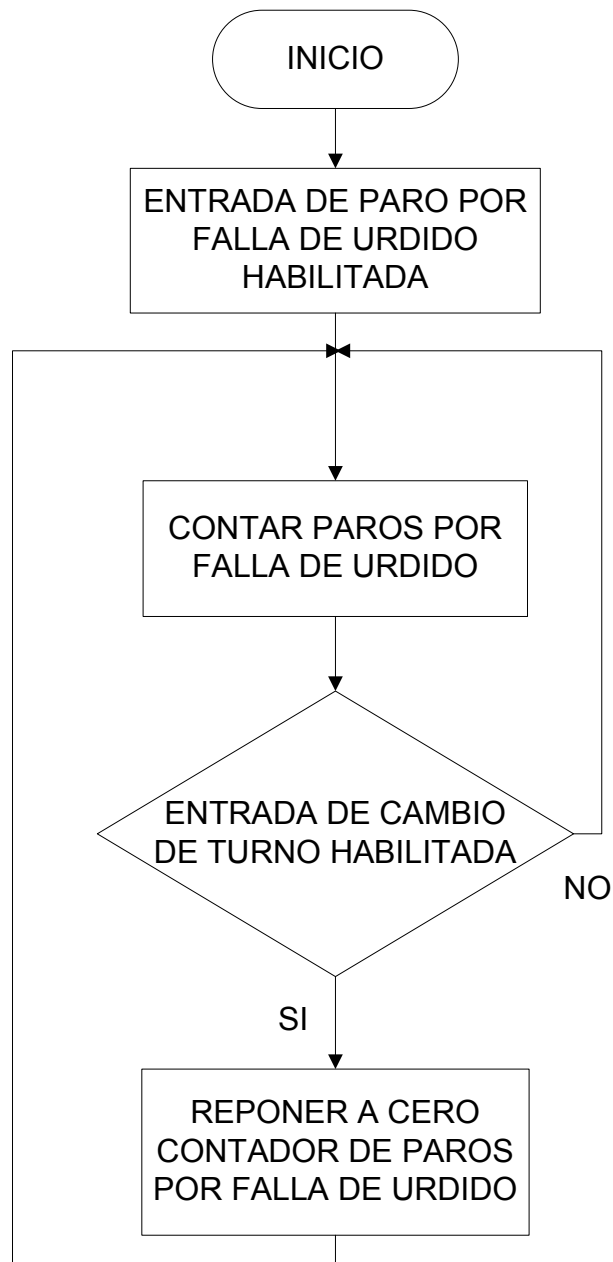 INICIO
ENTRADA DE PARO POR
FALLA DE URDIDO
HABILITADA
CONTAR PAROS POR
FALLA DE URDIDO
ENTRADA DE CAMBIO
DE TURNO HABILITADA
NO
SI
REPONER A CERO
CONTADOR DE PAROS
POR FALLA DE URDIDO